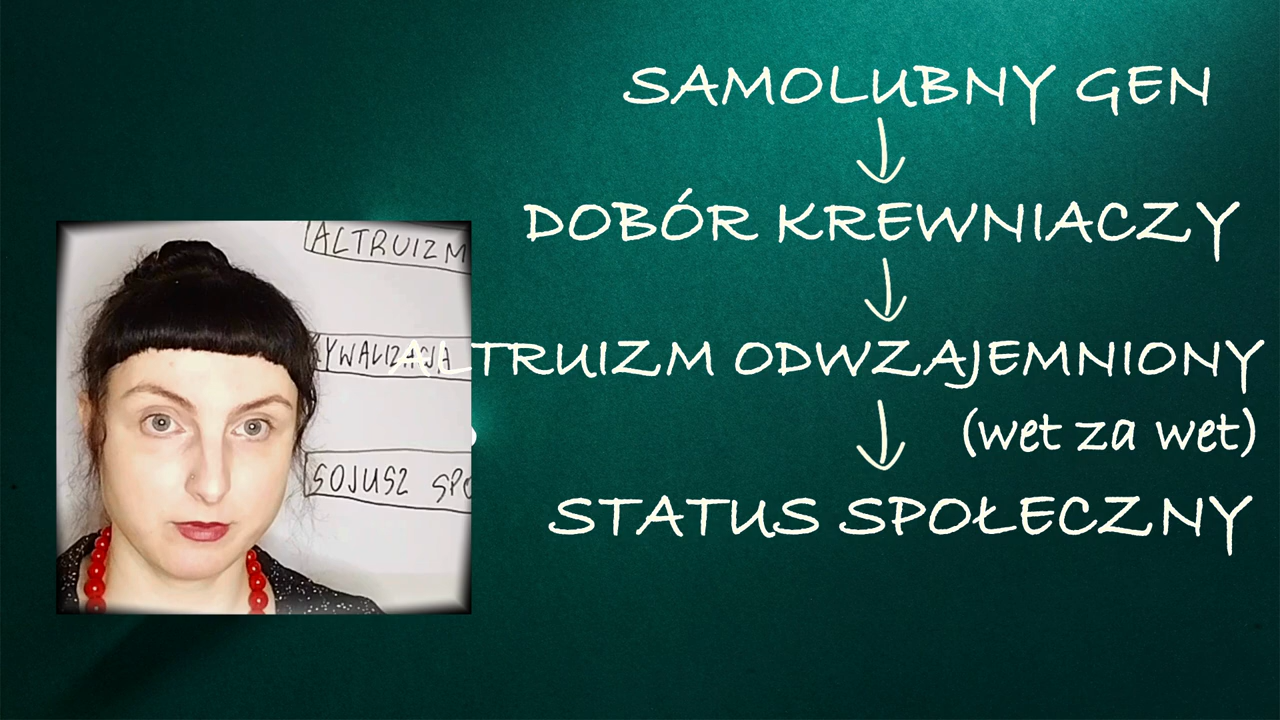 SAMOLUBNY GEN
DOBÓR KREWNIACZY
ALTRUIZM ODWZAJEMNIONY
(wet za wet)
STATUS SPOŁECZNY
ALTRUIZM
SOJUSZ